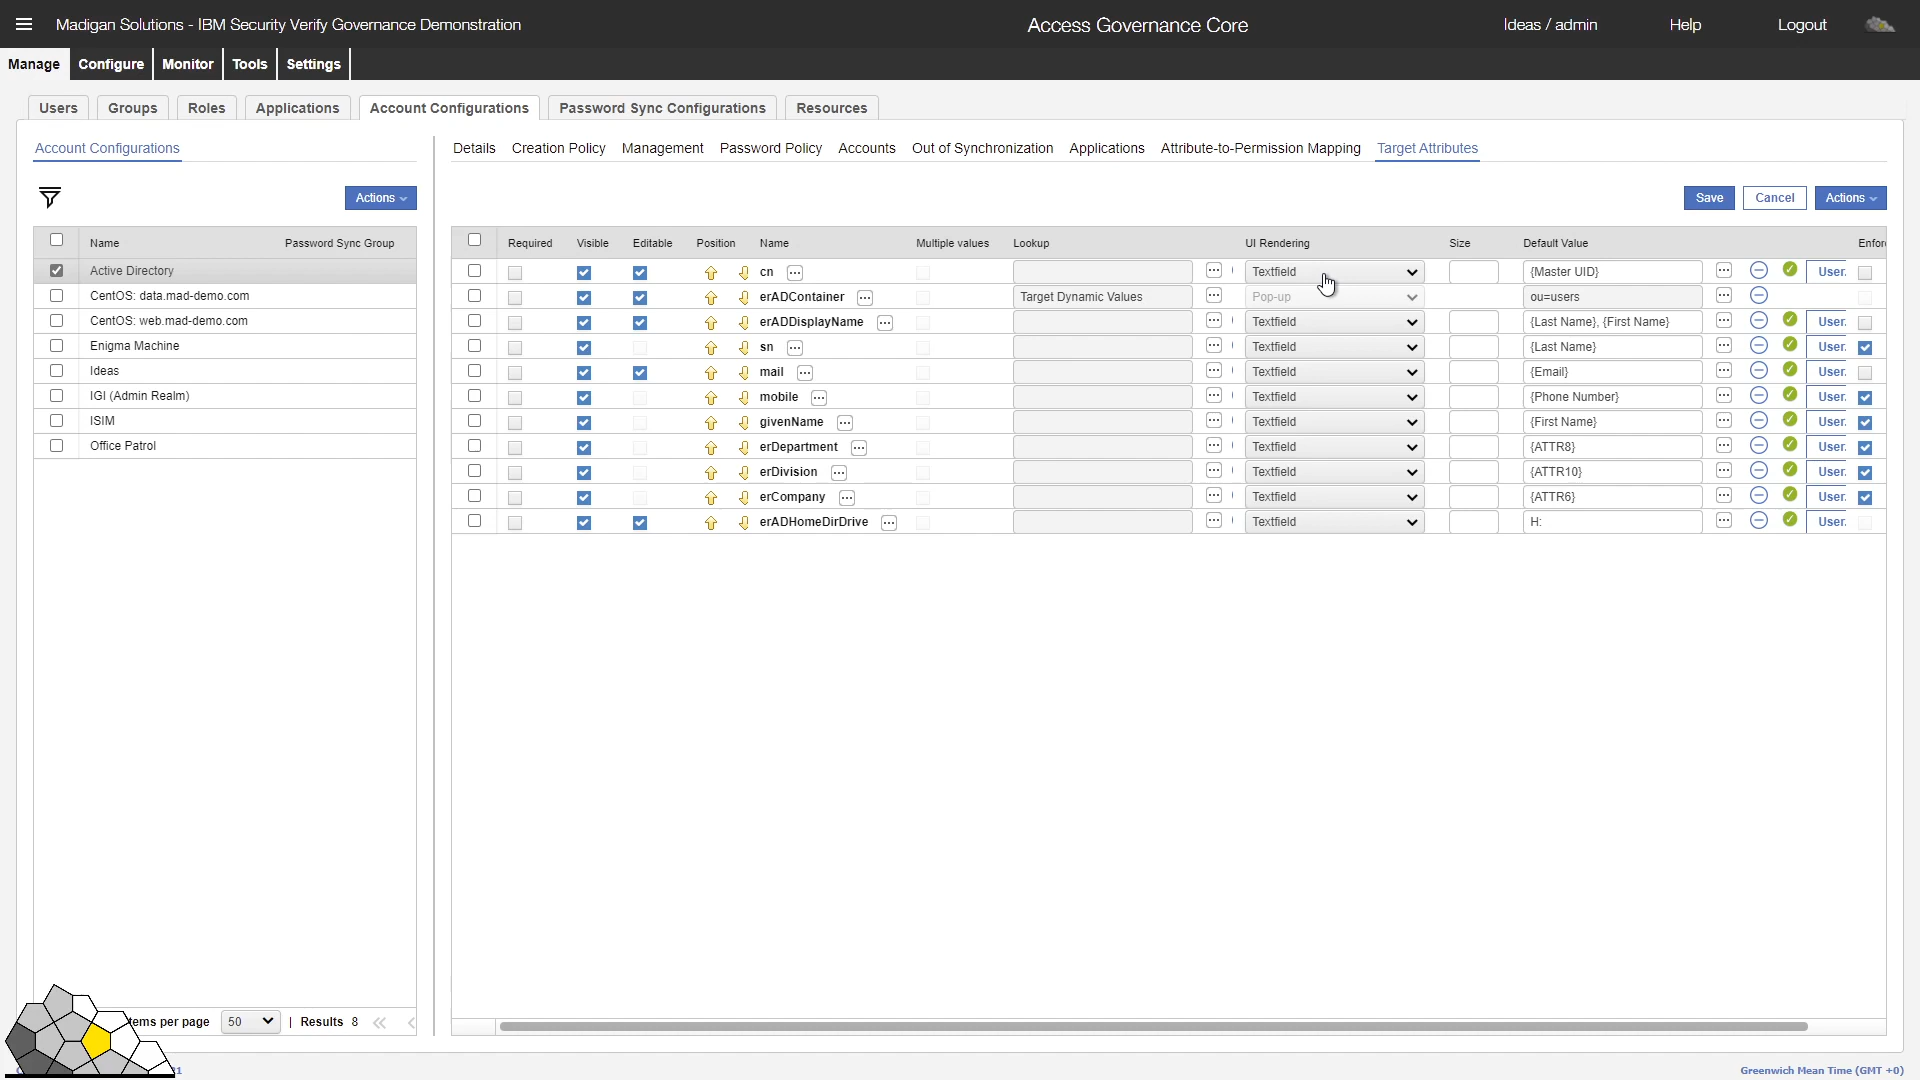 Madigan Solutions - IBM Security Verify Governance Demonstration
Access Governance Core
Ideas / admin
Help
Logout
Manage
Configure
Monitor
Tools
Settings
Users
Groups
Roles
Applications
Account Configurations
Password Sync Configurations
Resources
Account Configurations
Details
Creation Policy
Management
Password Policy
Accounts
Out of Synchronization
Applications
Attribute-to-Permission Mapping
Target Attributes
Actions
Save
Cancel
Actions
Name
Password Sync Group
Active Directory
CentOS: data.mad-demo.com
CentOS: web.mad-demo.com
Enigma Machine
Ideas
IGI (Admin Realm)
ISIM
Office Patrol
Required Visible Editable Position Name Multiple values Lookup UI Rendering Size Default Value Enfor
cn Textfield {Master UID} User.
erADContainer Target Dynamic Values Pop-up ou=users
erADDisplayName Textfield {Last Name}, {First Name} User.
sn Textfield {Last Name} User.
mail Textfield {Email} User.
mobile Textfield {Phone Number} User.
givenName Textfield {First Name} User.
erDepartment Textfield {ATTR8} User.
erDivision Textfield {ATTR10} User.
erCompany Textfield {ATTR6} User.
erADHomeDirDrive Textfield H: User.
tems per page 50 | Results 8
Greenwich Mean Time (GMT +0)